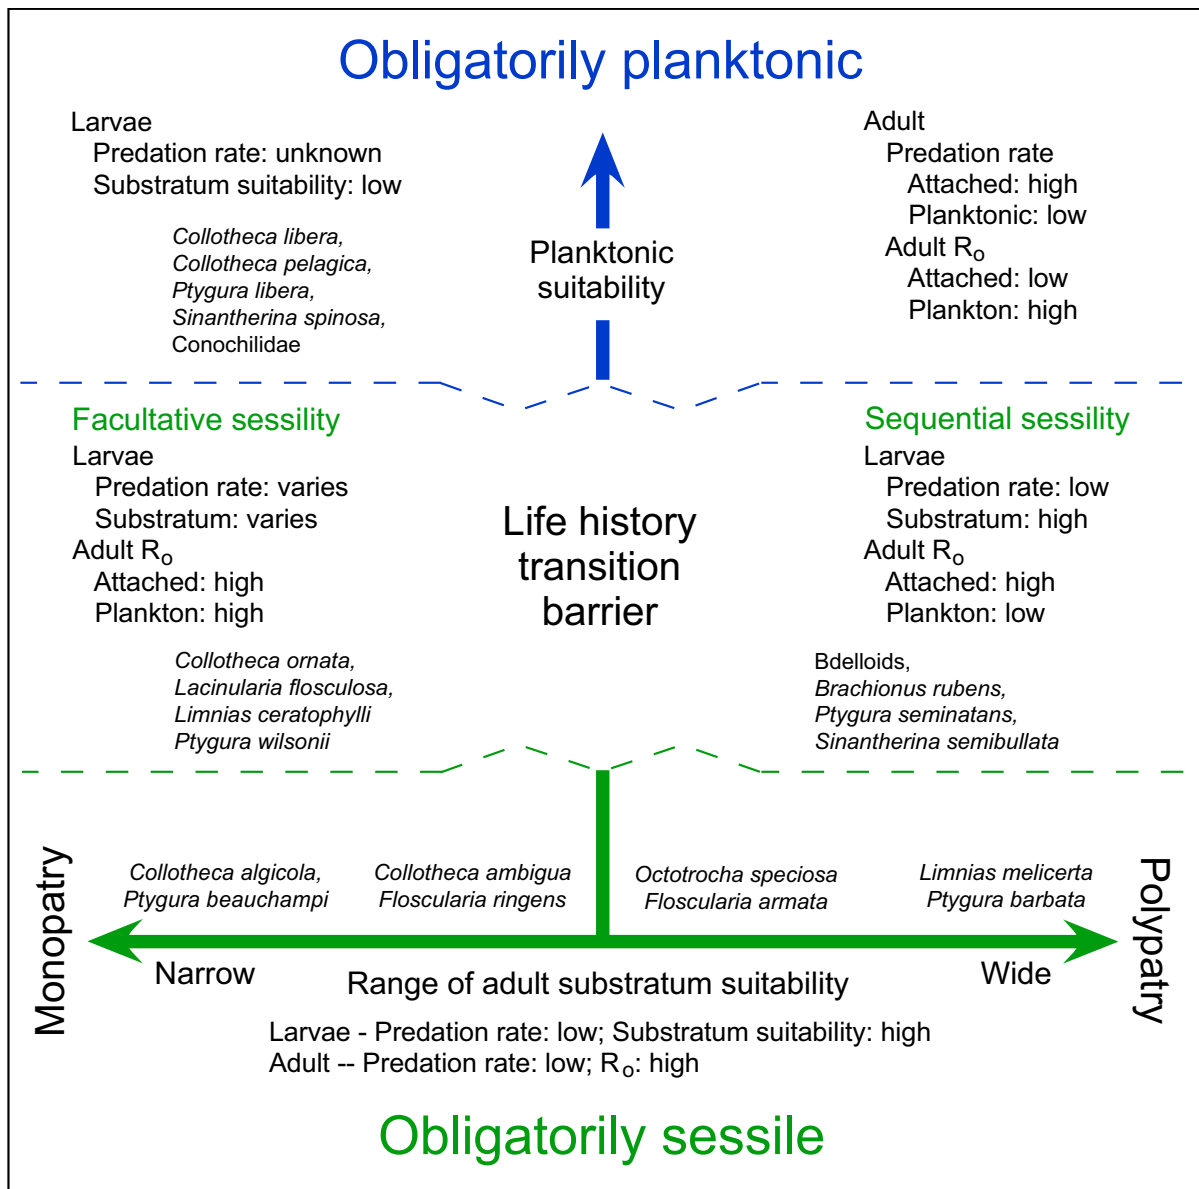 Obligatorily planktonic
Larvae
Predation rate: unknown
Substratum suitability: low
Collotheca libera,
Collotheca pelagica,
Ptygura libera,
Sinantherina spinosa,
Conochilidae
Planktonic
suitability
Adult
Predation rate
Attached: high
Planktonic: low
Adult Ro
Attached: low
Plankton: high
Facultative sessility
Larvae
Predation rate: varies
Substratum: varies
Adult Ro
Attached: high
Plankton: high
Collotheca ornata,
Lacinularia flosculosa,
Limnias ceratophylli
Ptygura wilsonii
Life history
transition
barrier
Sequential sessility
Larvae
Predation rate: low
Substratum: high
Adult Ro
Attached: high
Plankton: low
Bdelloids,
Brachionus rubens,
Ptygura seminatans,
Sinantherina semibullata
Monopatry
Collotheca algicola,
Ptygura beauchampi
Collotheca ambigua
Floscularia ringens
Octotrocha speciosa
Floscularia armata
Limnias melicerta
Ptygura barbata
Polypatry
Narrow
Wide
Range of adult substratum suitability
Larvae - Predation rate: low; Substratum suitability: high
Adult -- Predation rate: low; Ro: high
Obligatorily sessile